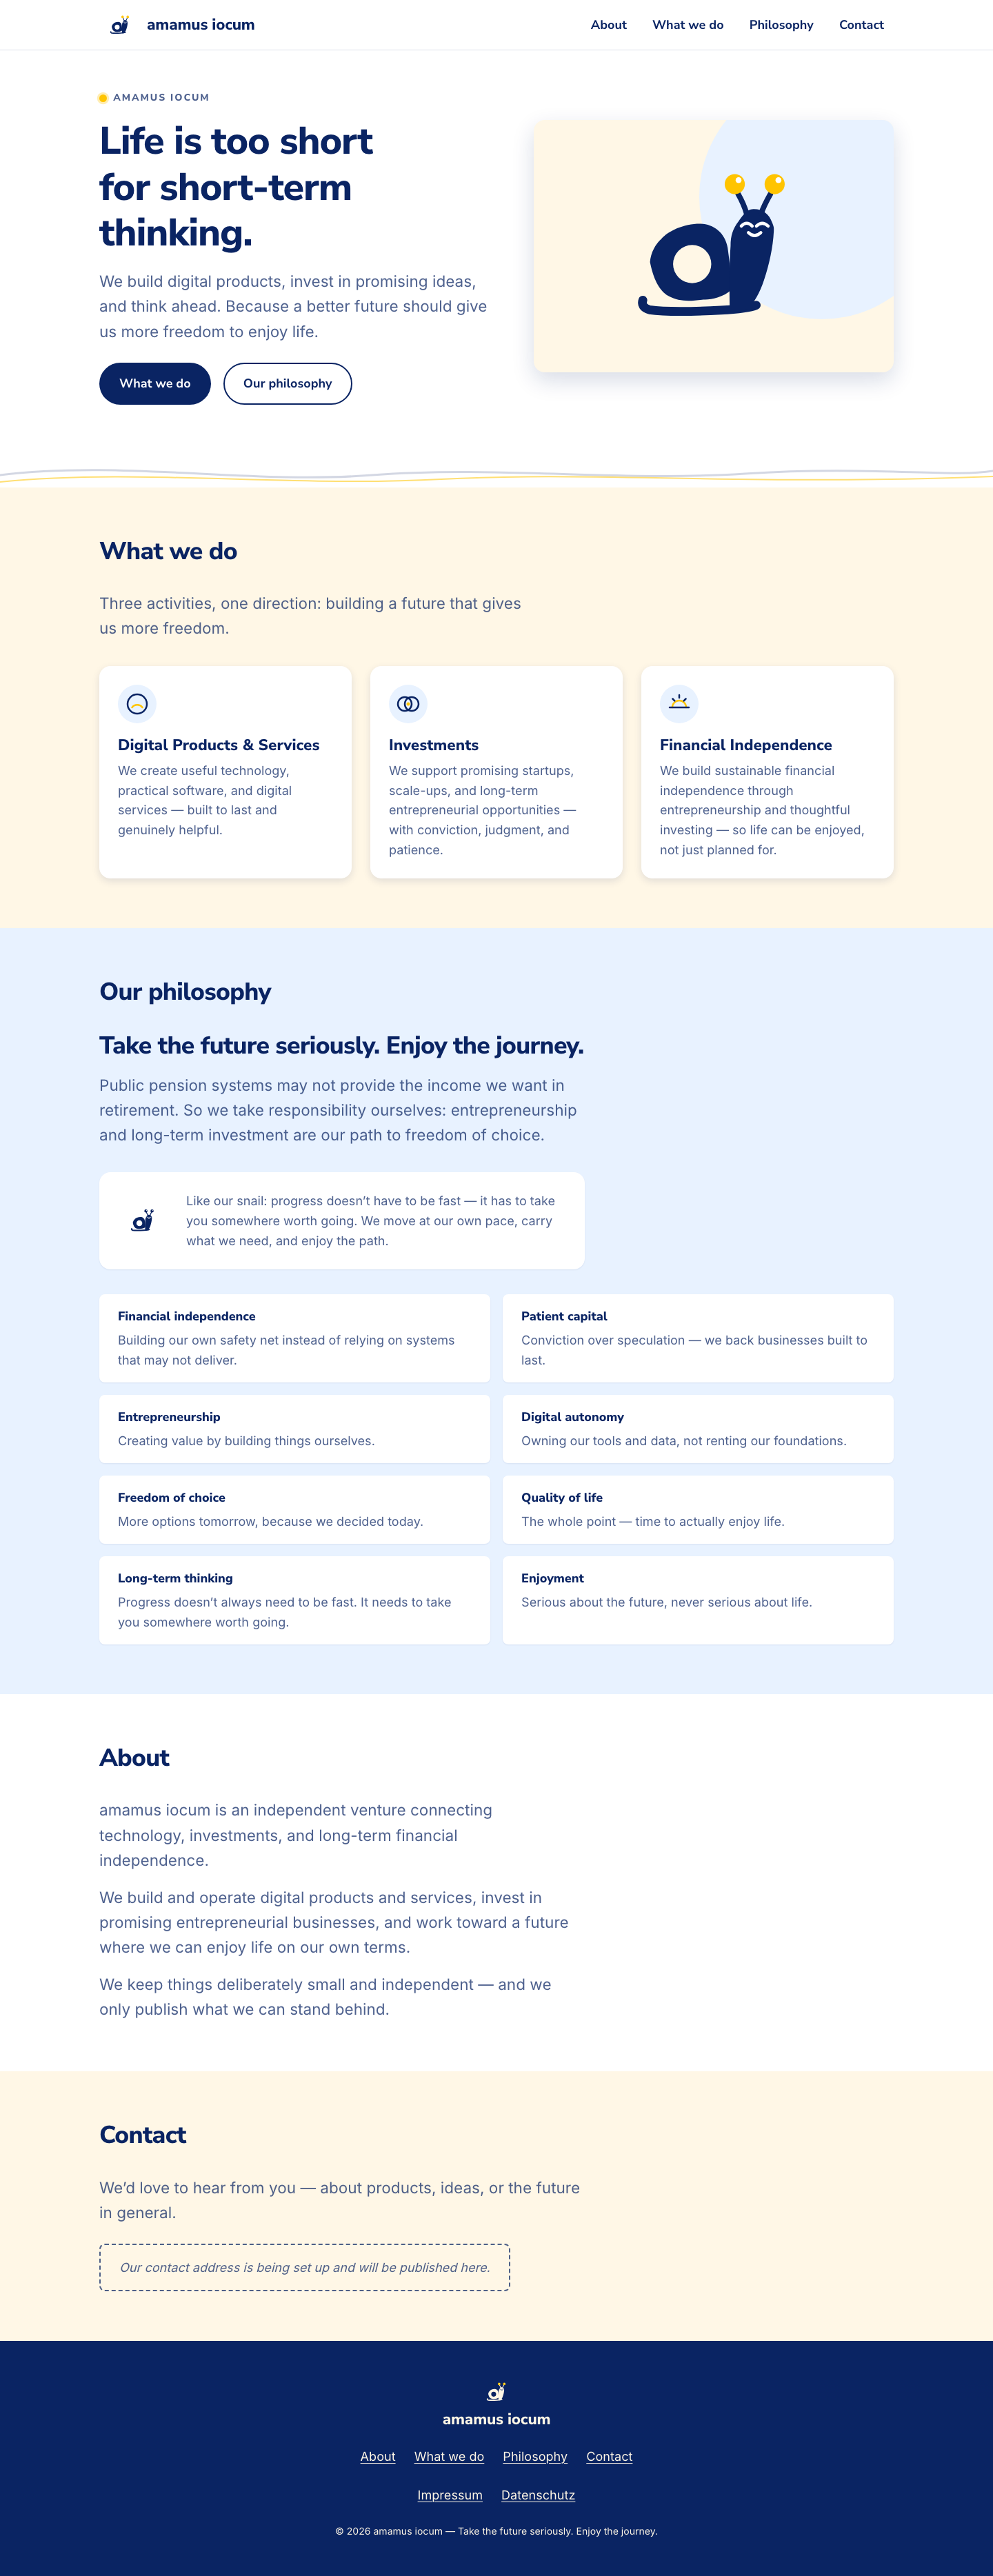 amamus iocum
About
What we do
Philosophy
Contact
AMAMUS IOCUM
Life is too short
for short-term
thinking.
We build digital products, invest in promising ideas,
and think ahead. Because a better future should give
us more freedom to enjoy life.
What we do
Our philosophy
What we do
Three activities, one direction: building a future that gives
us more freedom.
Digital Products & Services
We create useful technology,
practical software, and digital
services — built to last and
genuinely helpful.
Investments
We support promising startups,
scale-ups, and long-term
entrepreneurial opportunities —
with conviction, judgment, and
patience.
Financial Independence
We build sustainable financial
independence through
entrepreneurship and thoughtful
investing — so life can be enjoyed,
not just planned for.
Our philosophy
Take the future seriously. Enjoy the journey.
Public pension systems may not provide the income we want in
retirement. So we take responsibility ourselves: entrepreneurship
and long-term investment are our path to freedom of choice.
Like our snail: progress doesn’t have to be fast — it has to take
you somewhere worth going. We move at our own pace, carry
what we need, and enjoy the path.
Financial independence
Building our own safety net instead of relying on systems
that may not deliver.
Patient capital
Conviction over speculation — we back businesses built to
last.
Entrepreneurship
Creating value by building things ourselves.
Digital autonomy
Owning our tools and data, not renting our foundations.
Freedom of choice
More options tomorrow, because we decided today.
Quality of life
The whole point — time to actually enjoy life.
Long-term thinking
Progress doesn't always need to be fast. It needs to take
you somewhere worth going.
Enjoyment
Serious about the future, never serious about life.
About
amamus iocum is an independent venture connecting
technology, investments, and long-term financial
independence.
We build and operate digital products and services, invest in
promising entrepreneurial businesses, and work toward a future
where we can enjoy life on our own terms.
We keep things deliberately small and independent — and we
only publish what we can stand behind.
Contact
We’d love to hear from you — about products, ideas, or the future
in general.
Our contact address is being set up and will be published here.
amamus iocum
About What we do Philosophy Contact
Impressum Datenschutz
© 2026 amamus iocum — Take the future seriously. Enjoy the journey.